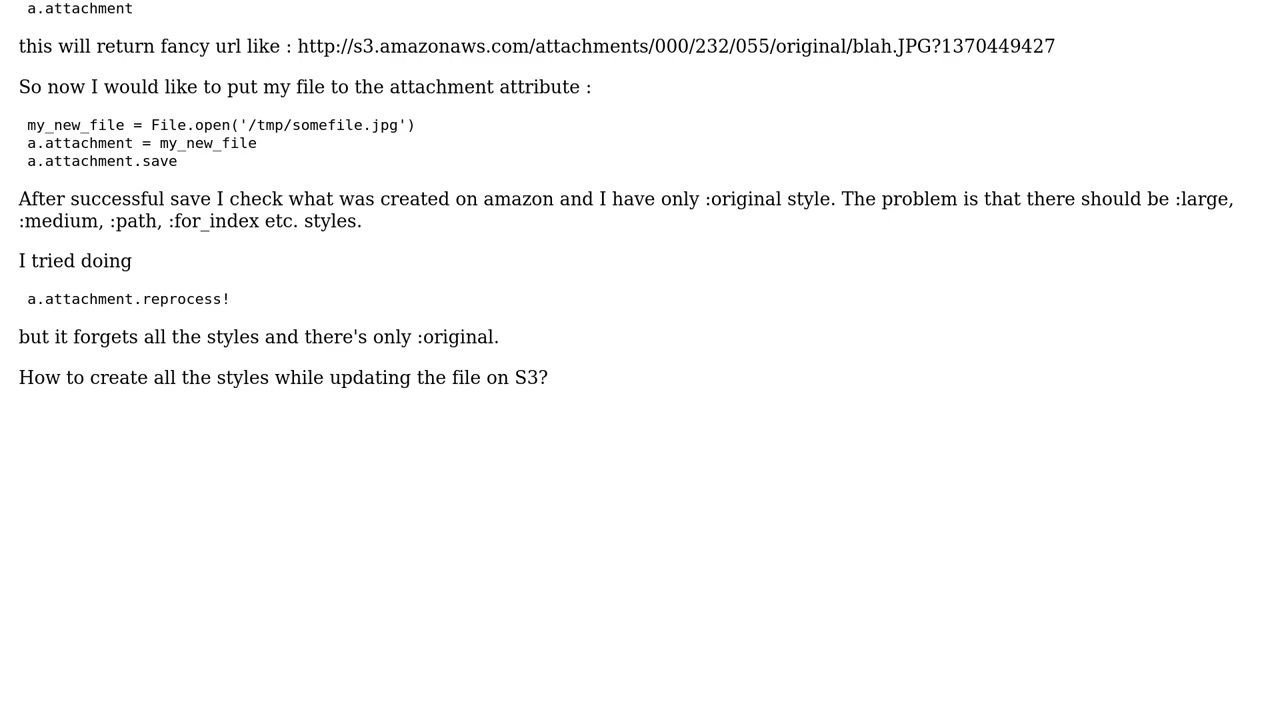 a.attachment
this will return fancy url like : http://s3.amazonaws.com/attachments/000/232/055/original/blah.JPG?1370449427
So now I would like to put my file to the attachment attribute :
my_new_file = File.open('/tmp/somefile.jpg')
a.attachment = my_new_file
a.attachment.save
After successful save I check what was created on amazon and I have only :original style. The problem is that there should be :large,
:medium, :path, :for_index etc. styles.
I tried doing
a.attachment.reprocess!
but it forgets all the styles and there's only :original.
How to create all the styles while updating the file on S3?